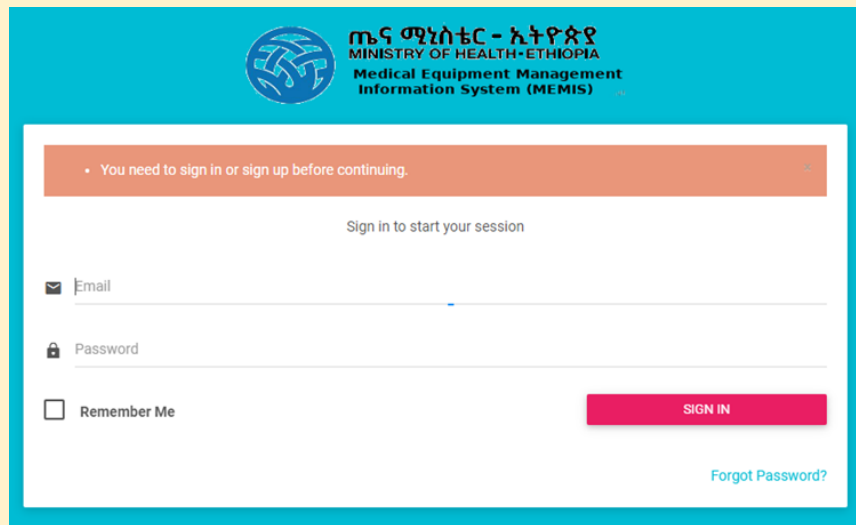 ጤና ሚኒስቴር - ኢትዮጵያ
MINISTRY OF HEALTH-ETHIOPIA
Medical Equipment Management
Information System (MEMIS)
• You need to sign in or sign up before continuing.
×
Sign in to start your session
Email
Password
Remember Me
SIGN IN
Forgot Password?